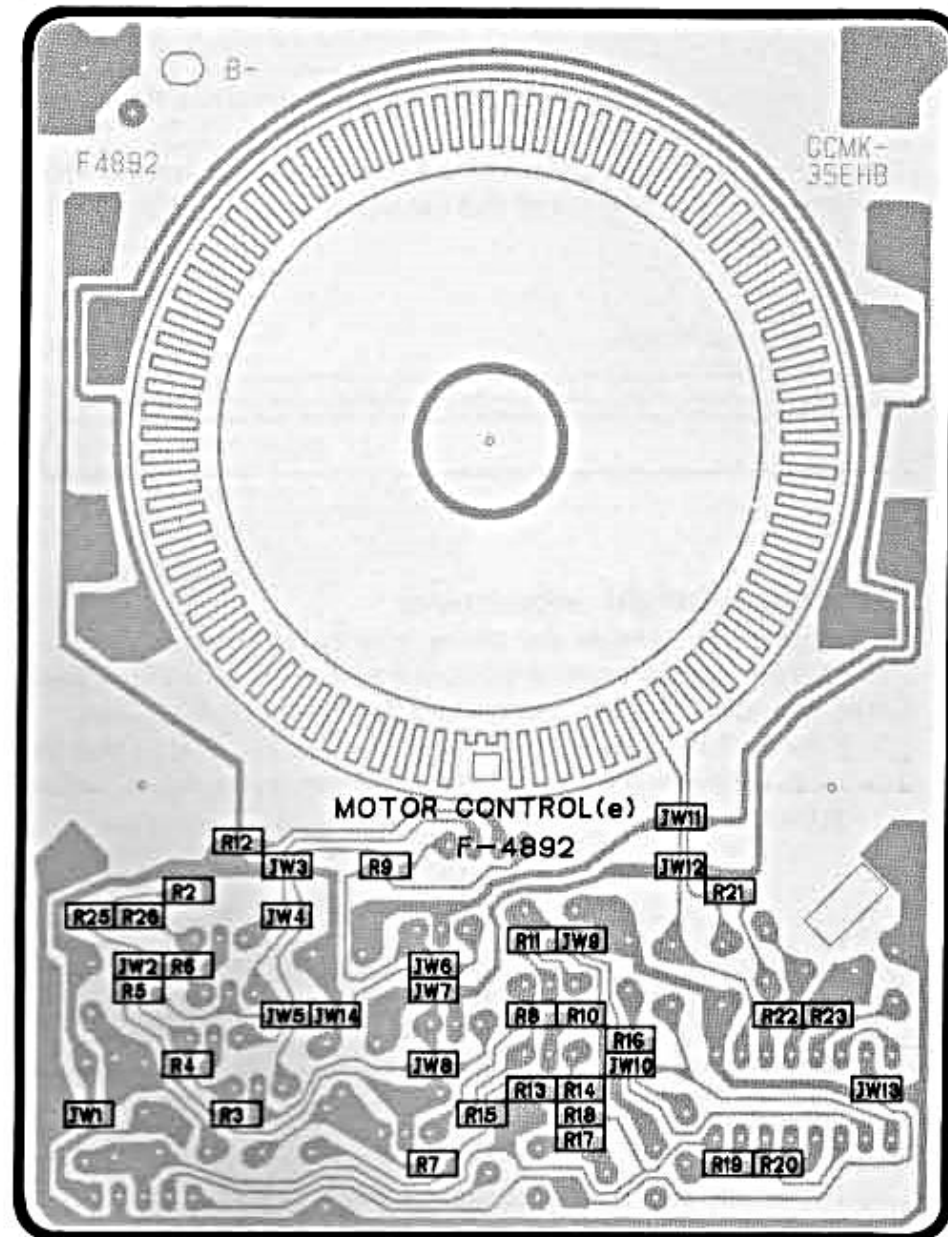 B-
F4892
GCMK-
35EHB
MOTOR CONTROL(e)
F-4892
JW11
R12
JW3
R9
JW12
R2
R21
R25 R26
JW4
R11 JW9
JW2 R6
JW6
R5
JW7
JW5 JW14
R8 R10
R22 R23
R16
R4
JW8
JW10
R13 R14
JW13
JW1
R3
R15
R18
R17
R7
R19 R20